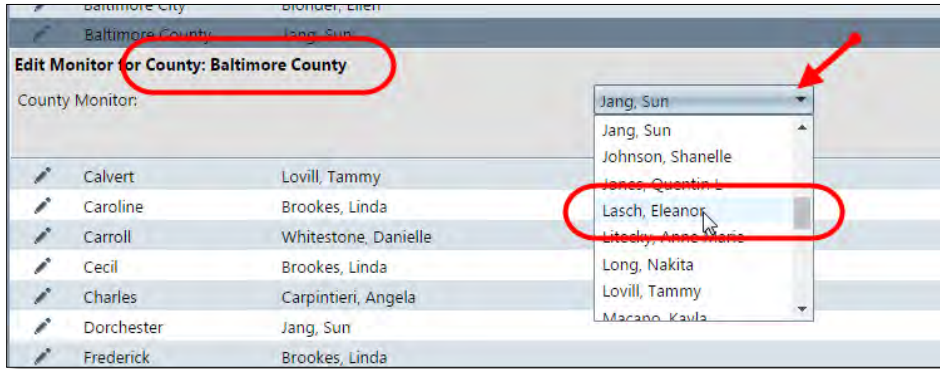 Baltimore City Blonder, Ellen
Baltimore County Jang, Sun
Edit Monitor for County: Baltimore County
County Monitor: Jang, Sun
Jang, Sun
Johnson, Shanelle
Jones, Quentin L
Lasch, Eleanor
Litecky, Anne Marie
Long, Nakita
Lovill, Tammy
Macano, Kayla
Calvert Lovill, Tammy
Caroline Brookes, Linda
Carroll Whitestone, Danielle
Cecil Brookes, Linda
Charles Carpintieri, Angela
Dorchester Jang, Sun
Frederick Brookes, Linda